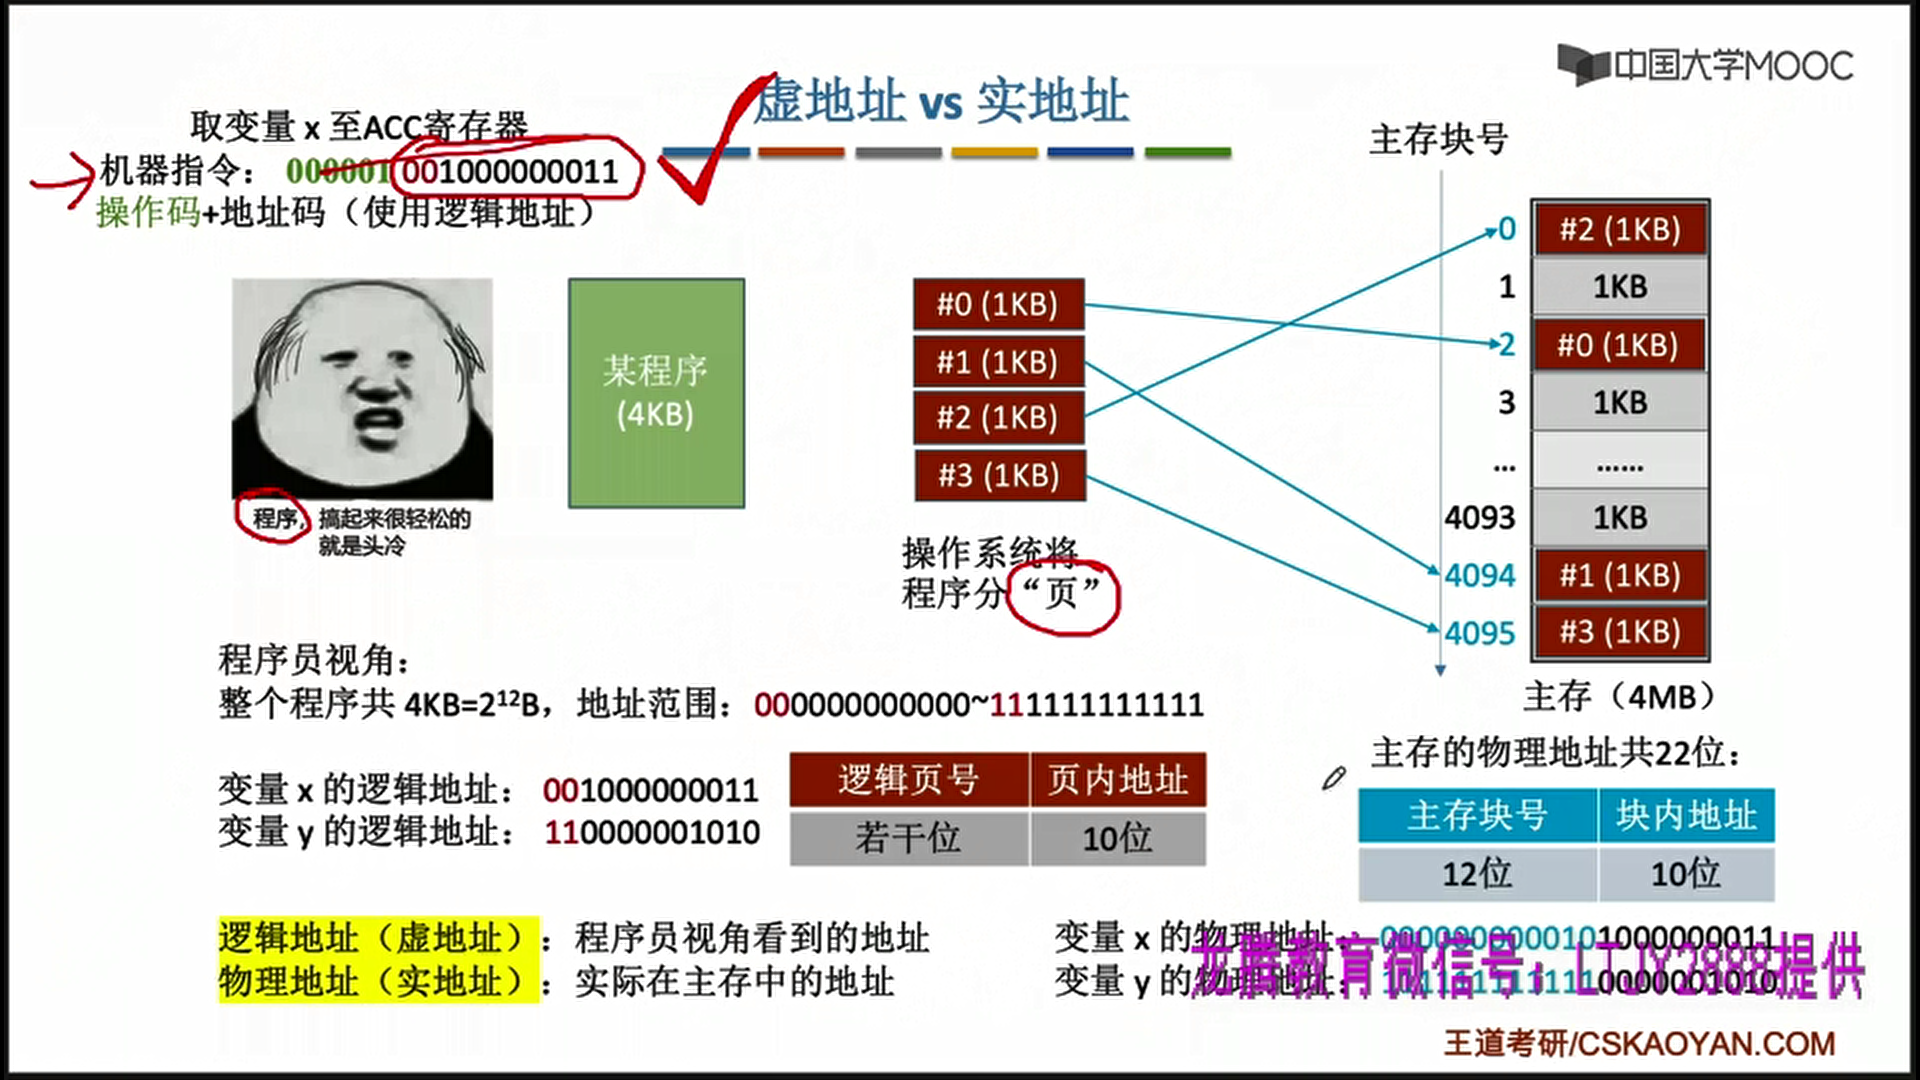 中国大学MOOC
虚地址 vs 实地址
取变量 x 至ACC寄存器
机器指令： 000001 001000000011
操作码+地址码（使用逻辑地址）
程序，搞起来很轻松的
就是头冷
某程序
(4KB)
#0 (1KB)
#1 (1KB)
#2 (1KB)
#3 (1KB)
操作系统将
程序分“页”
主存块号
0 #2 (1KB)
1 1KB
2 #0 (1KB)
3 1KB
... ......
4093 1KB
4094 #1 (1KB)
4095 #3 (1KB)
主存（4MB）
程序员视角：
整个程序共 4KB=2¹²B，地址范围：000000000000~111111111111
变量 x 的逻辑地址： 001000000011
变量 y 的逻辑地址： 110000001010
逻辑页号 页内地址
若干位 10位
主存的物理地址共22位：
主存块号 块内地址
12位 10位
逻辑地址（虚地址）：程序员视角看到的地址
物理地址（实地址）：实际在主存中的地址
变量 x 的物理地址： 0000000000101000000011
变量 y 的物理地址： 1111111111110000001010
龙腾教育微信号：LTJY2888提供
王道考研/CSKAOYAN.COM